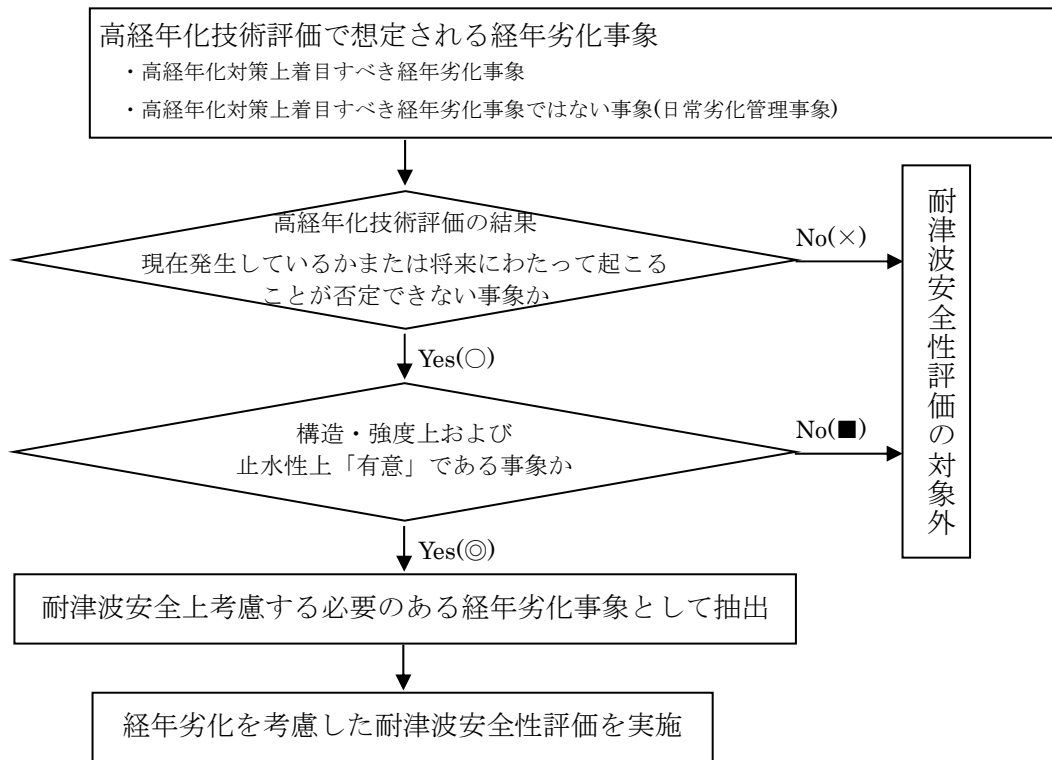 高経年化技術評価で想定される経年劣化事象
・高経年化対策上着目すべき経年劣化事象
・高経年化対策上着目すべき経年劣化事象ではない事象(日常劣化管理事象)
高経年化技術評価の結果
現在発生しているかまたは将来にわたって起こる
ことが否定できない事象か
No(×)
耐津波安全性評価の対象外
Yes(○)
構造・強度上および
止水性上「有意」である事象か
No(■)
Yes(◎)
耐津波安全上考慮する必要のある経年劣化事象として抽出
経年劣化を考慮した耐津波安全性評価を実施